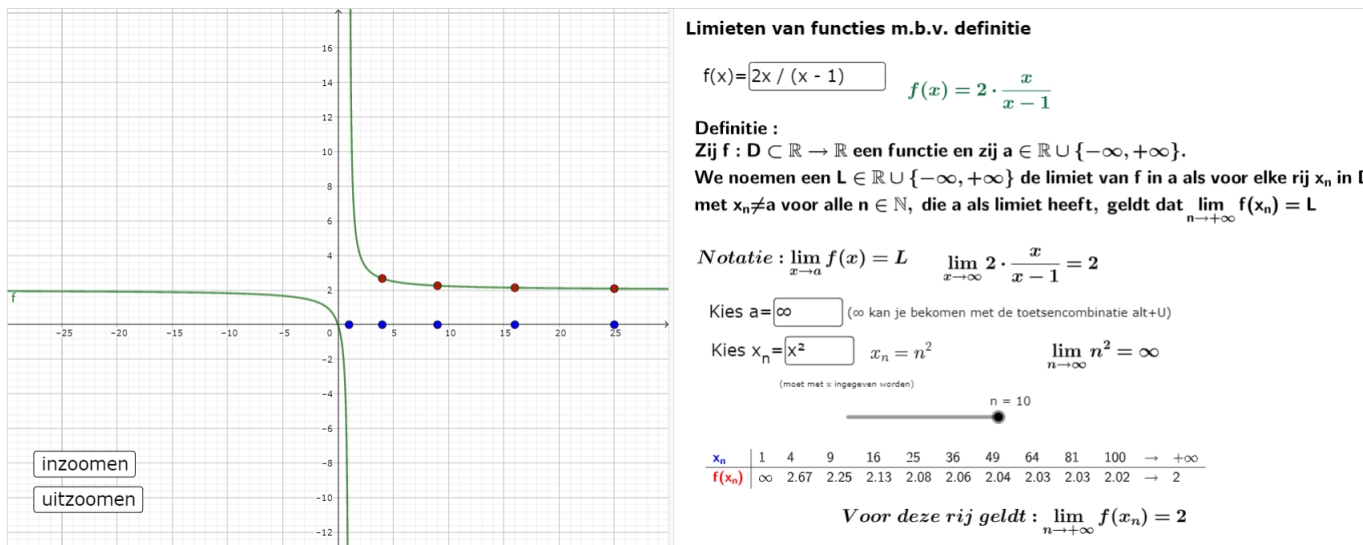 Limieten van functies m.b.v. definitie
f(x)= 2x / (x - 1)
f(x) = 2 · x / (x − 1)
Definitie :
Zij f : D ⊂ ℝ → ℝ een functie en zij a ∈ ℝ ∪ {−∞, +∞}.
We noemen een L ∈ ℝ ∪ {−∞, +∞} de limiet van f in a als voor elke rij xₙ in
met xₙ≠a voor alle n ∈ ℕ, die a als limiet heeft, geldt dat lim n→+∞ f(xₙ) = L
Notatie : lim x→a f(x) = L
lim x→∞ 2 · x / (x − 1) = 2
Kies a= ∞ (∞ kan je bekomen met de toetsencombinatie alt+U)
Kies xₙ= x² xₙ = n² lim n→∞ n² = ∞
(moet met x ingegeven worden)
n = 10
xₙ 1 4 9 16 25 36 49 64 81 100 → +∞
f(xₙ) ∞ 2.67 2.25 2.13 2.08 2.06 2.04 2.03 2.03 2.02 → 2
Voor deze rij geldt : lim n→+∞ f(xₙ) = 2
16
14
12
10
8
6
4
2
f
-25 -20 -15 -10 -5 0 5 10 15 20 25
-2
-4
-6
-8
-10
-12
inzoomen
uitzoomen